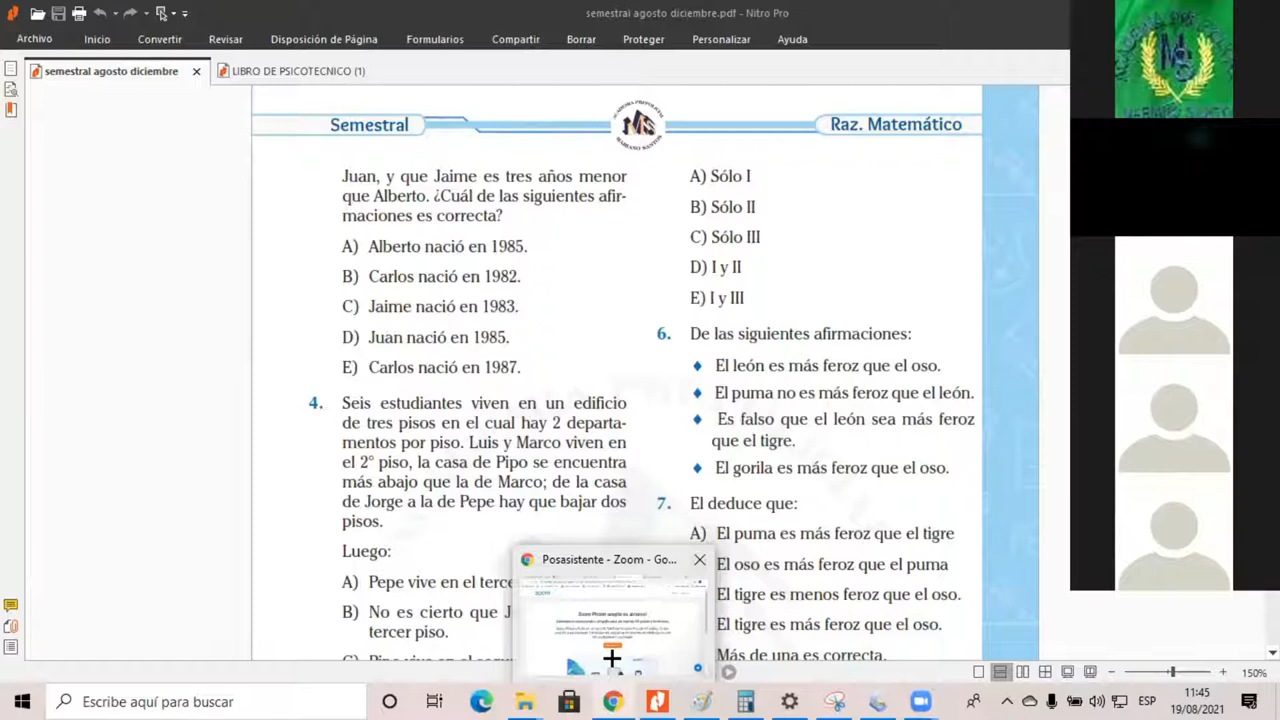 semestral agosto diciembre.pdf - Nitro Pro
Archivo Inicio Convertir Revisar Disposición de Página Formularios Compartir Borrar Proteger Personalizar Ayuda
semestral agosto diciembre
LIBRO DE PSICOTECNICO (1)
Semestral
Raz. Matemático
Juan, y que Jaime es tres años menor
que Alberto. ¿Cuál de las siguientes afir-
maciones es correcta?
A) Alberto nació en 1985.
B) Carlos nació en 1982.
C) Jaime nació en 1983.
D) Juan nació en 1985.
E) Carlos nació en 1987.
4. Seis estudiantes viven en un edificio
de tres pisos en el cual hay 2 departa-
mentos por piso. Luis y Marco viven en
el 2° piso, la casa de Pipo se encuentra
más abajo que la de Marco; de la casa
de Jorge a la de Pepe hay que bajar dos
pisos.
Luego:
A) Pepe vive en el terce
B) No es cierto que J
tercer piso.
A) Sólo I
B) Sólo II
C) Sólo III
D) I y II
E) I y III
6. De las siguientes afirmaciones:
♦ El león es más feroz que el oso.
♦ El puma no es más feroz que el león.
♦ Es falso que el león sea más feroz
que el tigre.
♦ El gorila es más feroz que el oso.
7. El deduce que:
A) El puma es más feroz que el tigre
El oso es más feroz que el puma
El tigre es menos feroz que el oso.
El tigre es más feroz que el oso.
Más de una es correcta.
Posasistente - Zoom - Go...
150%
Escribe aquí para buscar
ESP
11:45
19/08/2021